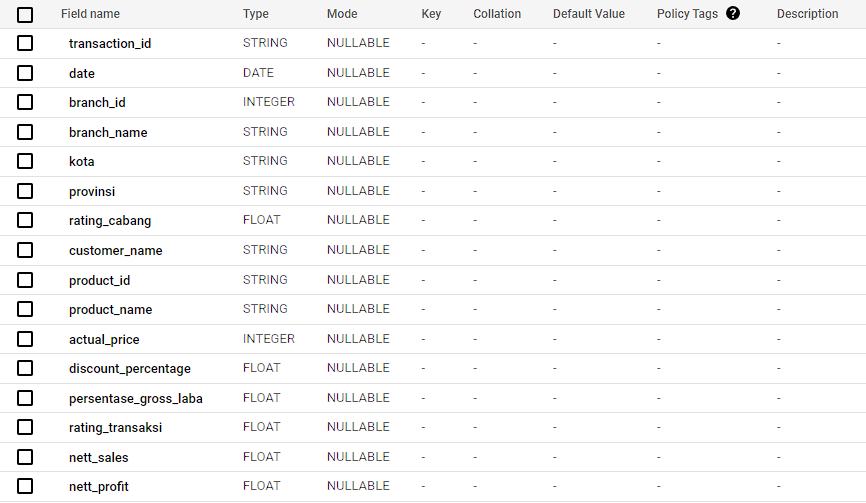 Field name Type Mode Key Collation Default Value Policy Tags ? Description
transaction_id STRING NULLABLE - - - - -
date DATE NULLABLE - - - - -
branch_id INTEGER NULLABLE - - - - -
branch_name STRING NULLABLE - - - - -
kota STRING NULLABLE - - - - -
provinsi STRING NULLABLE - - - - -
rating_cabang FLOAT NULLABLE - - - - -
customer_name STRING NULLABLE - - - - -
product_id STRING NULLABLE - - - - -
product_name STRING NULLABLE - - - - -
actual_price INTEGER NULLABLE - - - - -
discount_percentage FLOAT NULLABLE - - - - -
persentase_gross_laba FLOAT NULLABLE - - - - -
rating_transaksi FLOAT NULLABLE - - - - -
nett_sales FLOAT NULLABLE - - - - -
nett_profit FLOAT NULLABLE - - - - -